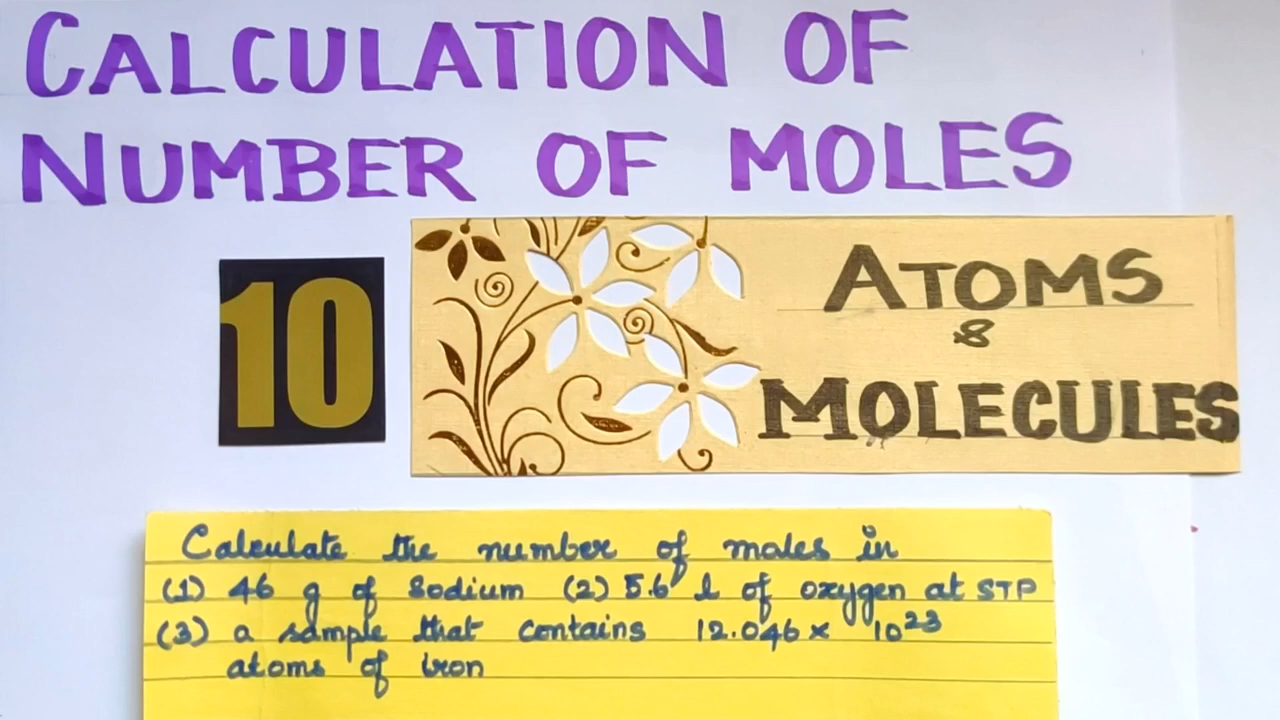 CALCULATION OF
NUMBER OF MOLES
10
ATOMS
&
MOLECULES
Calculate the number of moles in
(1) 46 g of Sodium (2) 5.6 l of oxygen at STP
(3) a sample that contains 12.046 x 10²³
atoms of iron